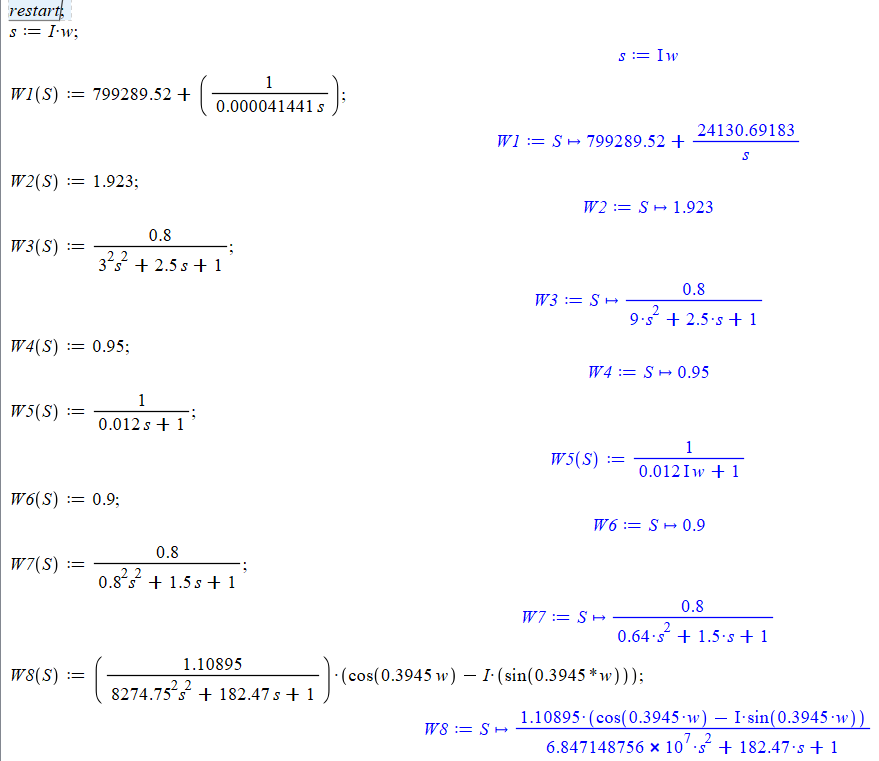 restart;
s := I·w;
s := I w
W1(S) := 799289.52 + (1/(0.000041441 s));
W1 := S ↦ 799289.52 + 24130.69183/s
W2(S) := 1.923;
W2 := S ↦ 1.923
W3(S) := 0.8/(3^2 s^2 + 2.5 s + 1);
W3 := S ↦ 0.8/(9·s^2 + 2.5·s + 1)
W4(S) := 0.95;
W4 := S ↦ 0.95
W5(S) := 1/(0.012 s + 1);
W5(S) := 1/(0.012 I w + 1)
W6(S) := 0.9;
W6 := S ↦ 0.9
W7(S) := 0.8/(0.8^2 s^2 + 1.5 s + 1);
W7 := S ↦ 0.8/(0.64·s^2 + 1.5·s + 1)
W8(S) := (1.10895/(8274.75^2 s^2 + 182.47 s + 1))·(cos(0.3945 w) − I·(sin(0.3945*w)));
W8 := S ↦ 1.10895·(cos(0.3945·w) − I·sin(0.3945·w))/(6.847148756 × 10^7·s^2 + 182.47·s + 1)